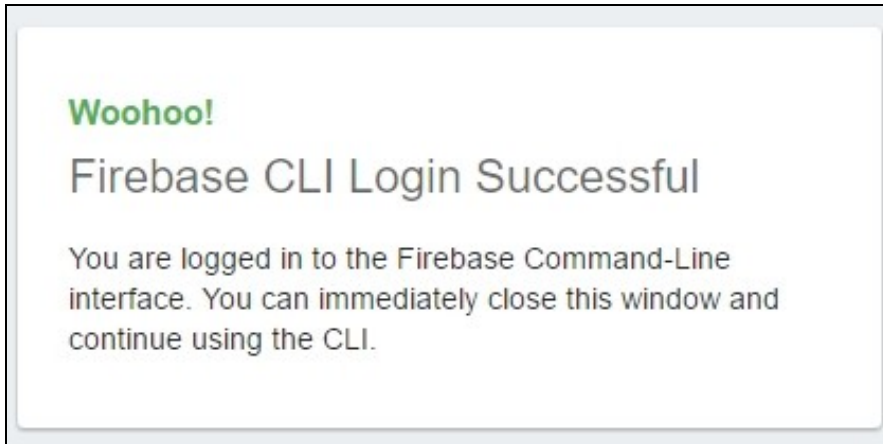 Woohoo!
Firebase CLI Login Successful
You are logged in to the Firebase Command-Line
interface. You can immediately close this window and
continue using the CLI.